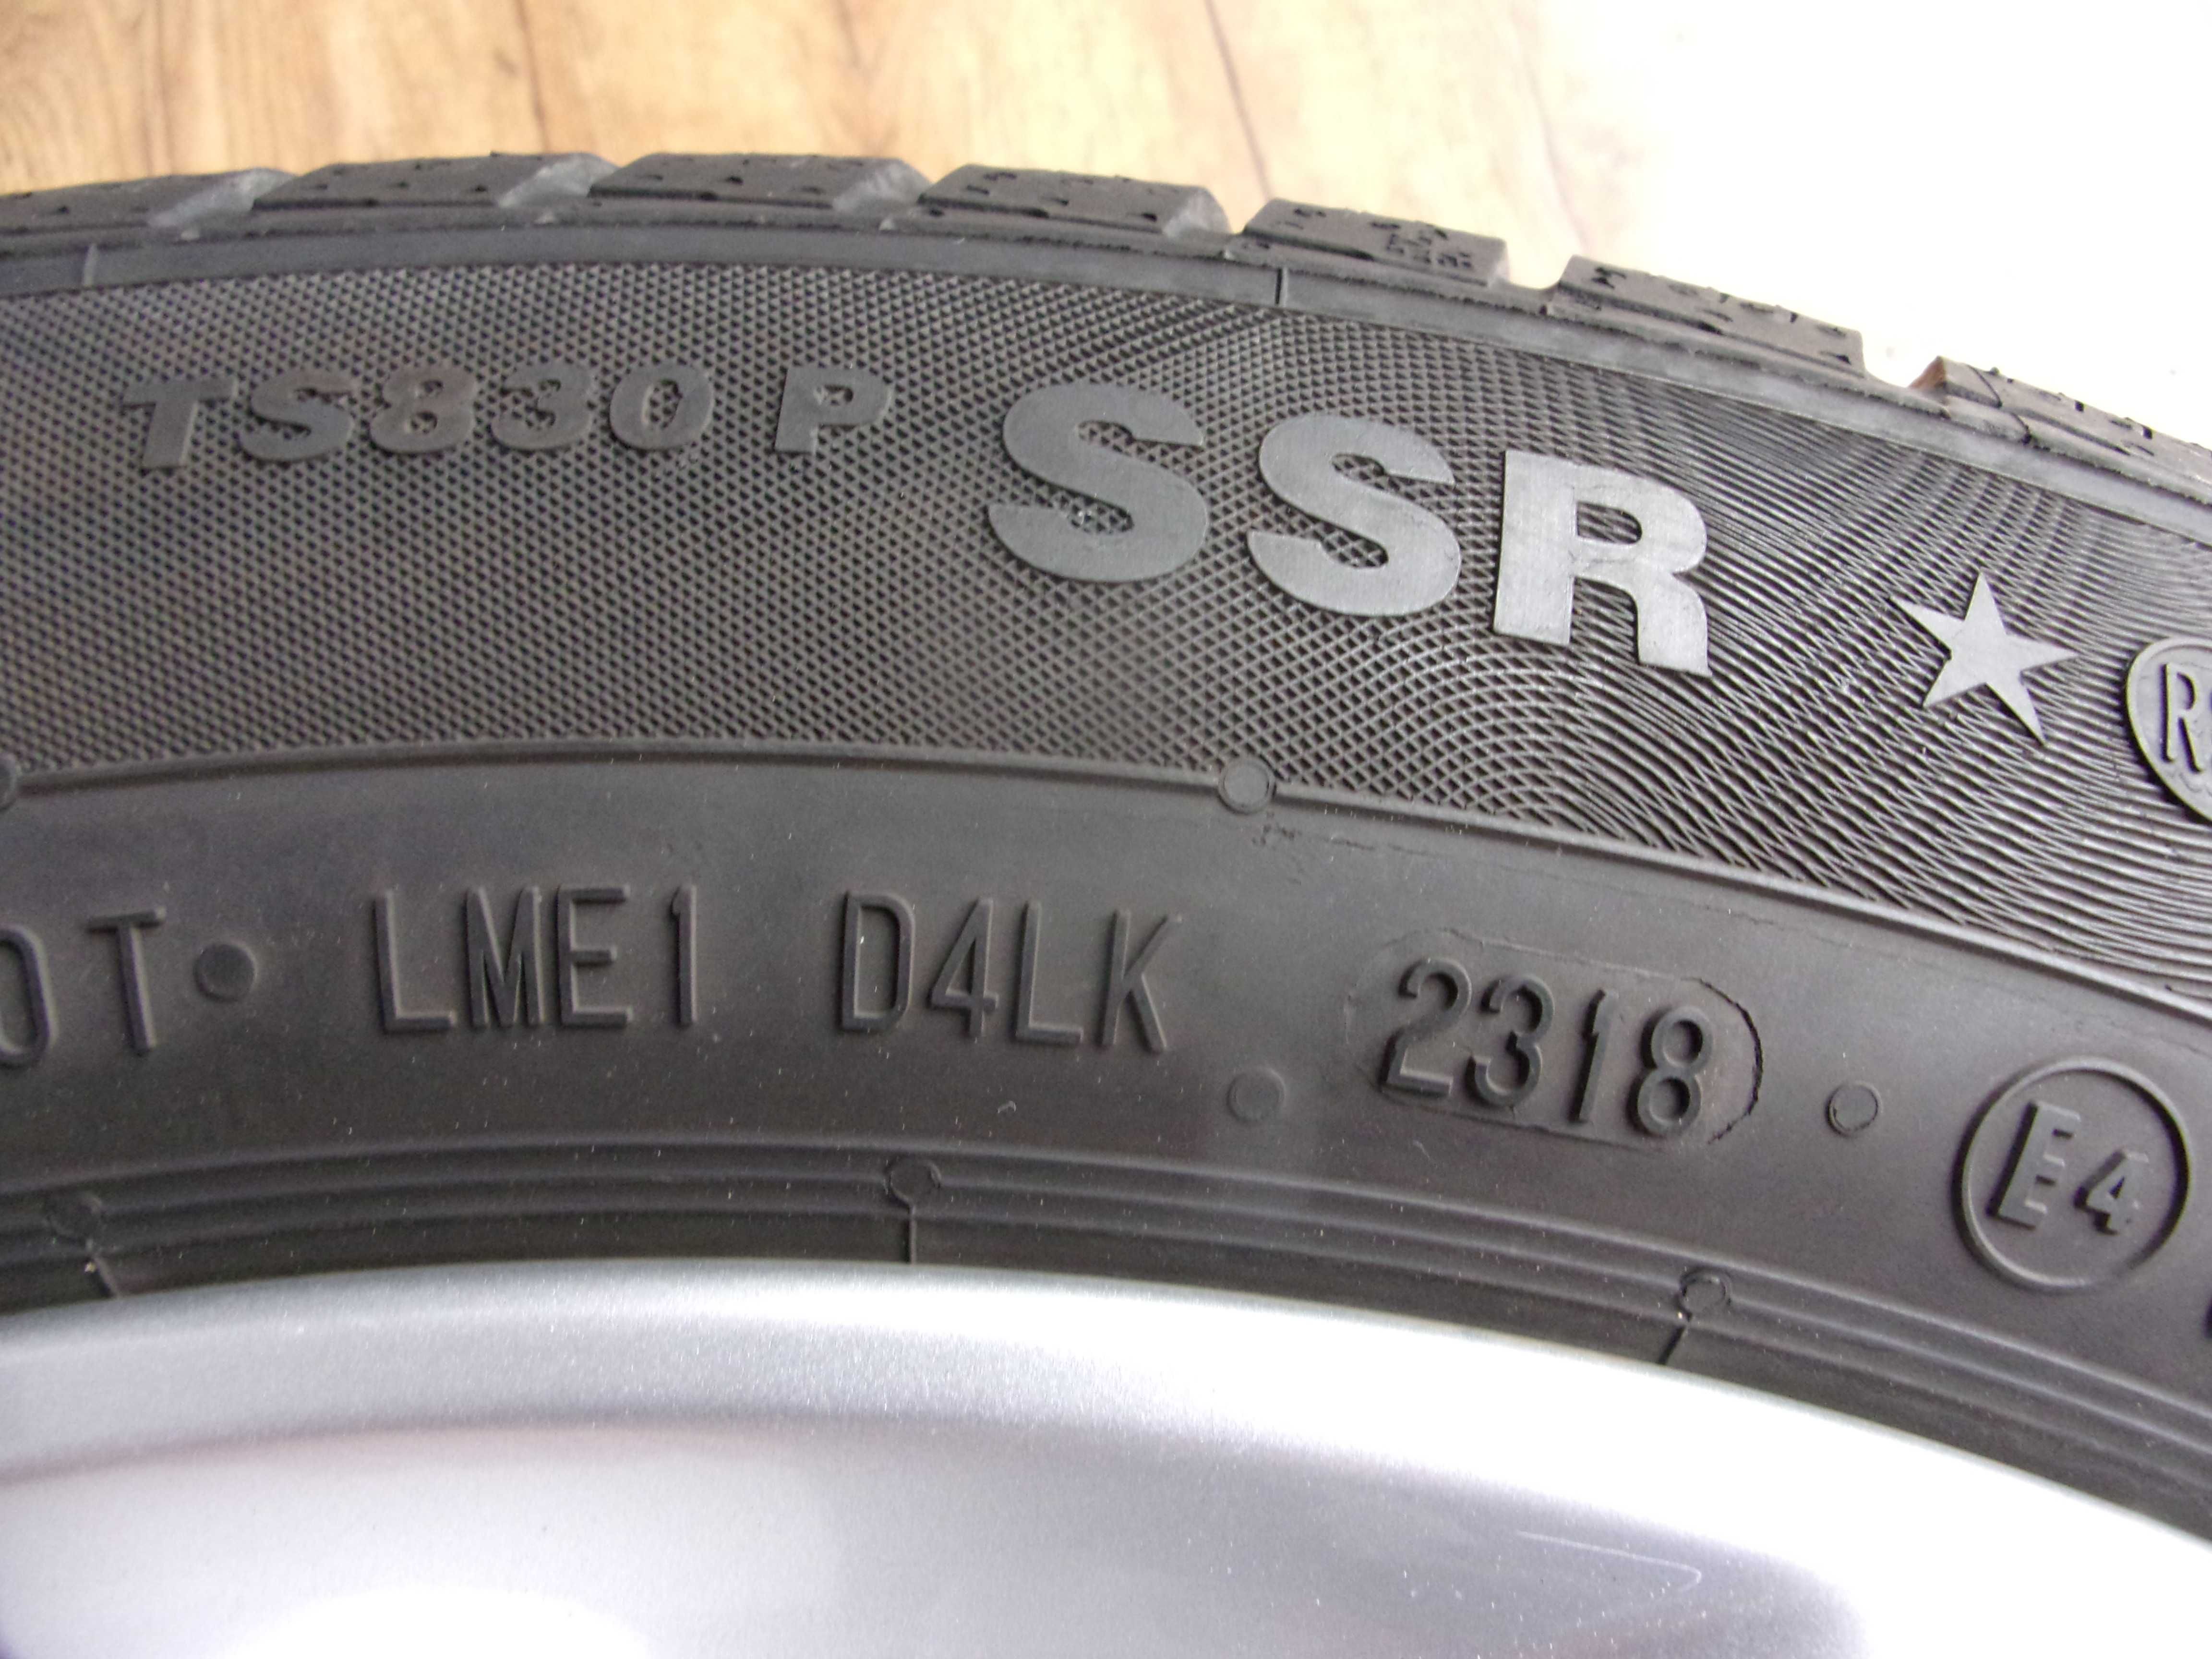 TS830 P SSR ★
OT • LME1 D4LK 2318 E4